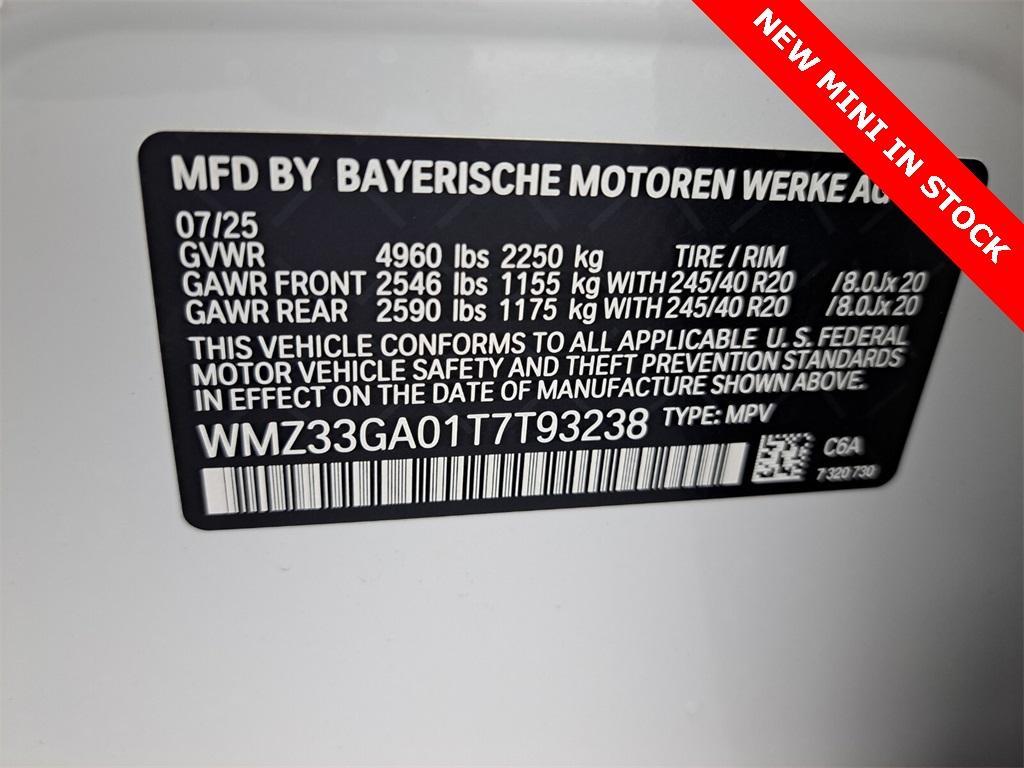 NEW MINI IN STOCK
MFD BY BAYERISCHE MOTOREN WERKE AG
07/25
GVWR 4960 lbs 2250 kg TIRE / RIM
GAWR FRONT 2546 lbs 1155 kg WITH 245/40 R20 /8.0Jx20
GAWR REAR 2590 lbs 1175 kg WITH 245/40 R20 /8.0Jx20
THIS VEHICLE CONFORMS TO ALL APPLICABLE U.S. FEDERAL
MOTOR VEHICLE SAFETY AND THEFT PREVENTION STANDARDS
IN EFFECT ON THE DATE OF MANUFACTURE SHOWN ABOVE.
WMZ33GA01T7T93238 TYPE: MPV
C6A
7 320 730